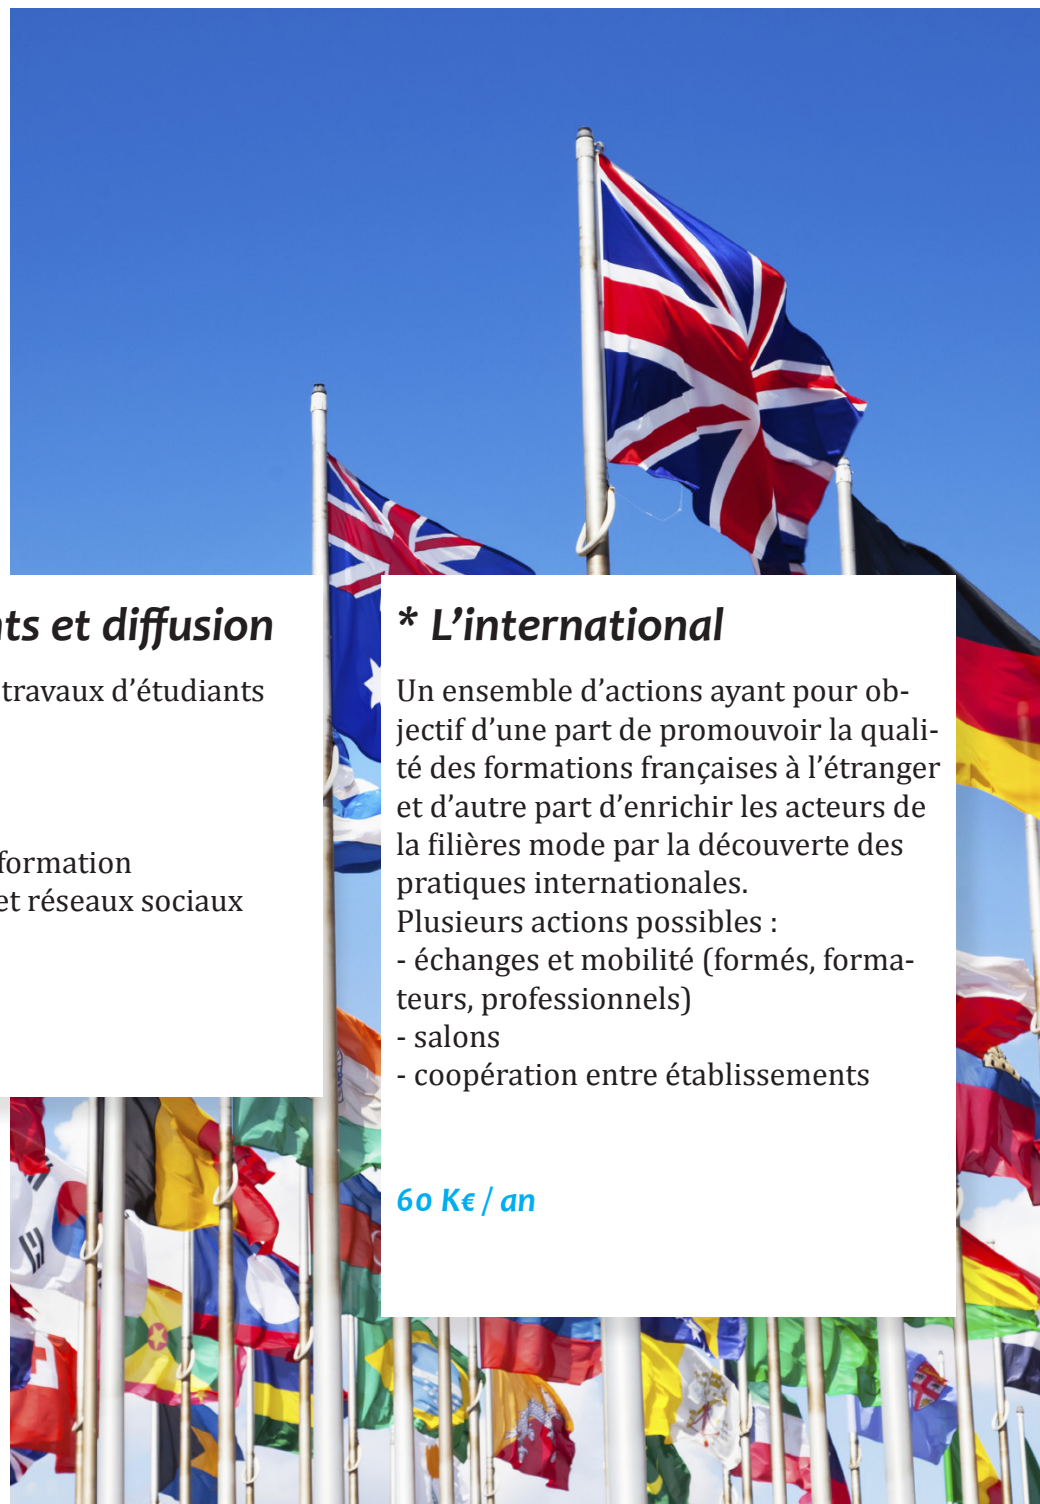 ts et diffusion
travaux d'étudiants
formation
et réseaux sociaux
* L'international
Un ensemble d'actions ayant pour ob-
jectif d'une part de promouvoir la quali-
té des formations françaises à l'étranger
et d'autre part d'enrichir les acteurs de
la filières mode par la découverte des
pratiques internationales.
Plusieurs actions possibles :
- échanges et mobilité (formés, forma-
teurs, professionnels)
- salons
- coopération entre établissements
60 K€ / an